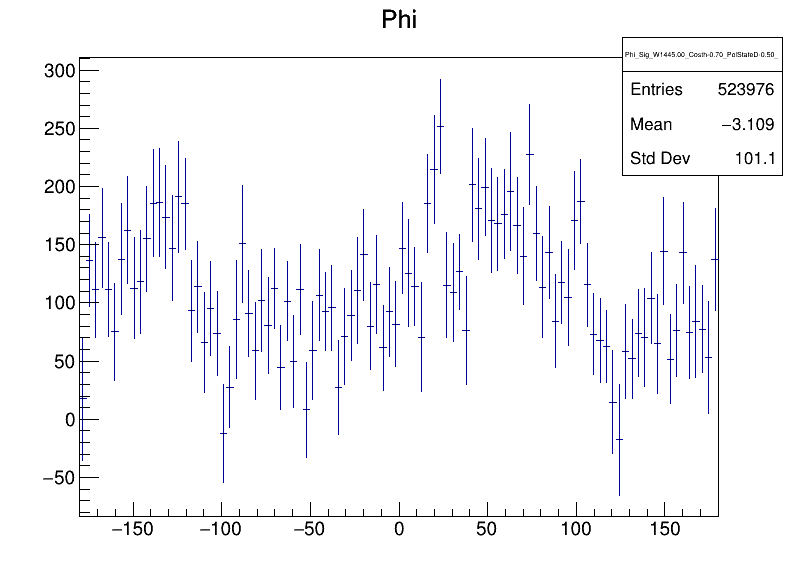 Phi
Phi_Sig_W1445.00_Costh-0.70_PolStateD-0.50_
Entries 523976
Mean −3.109
Std Dev 101.1
300
250
200
150
100
50
0
−50
−150 −100 −50 0 50 100 150